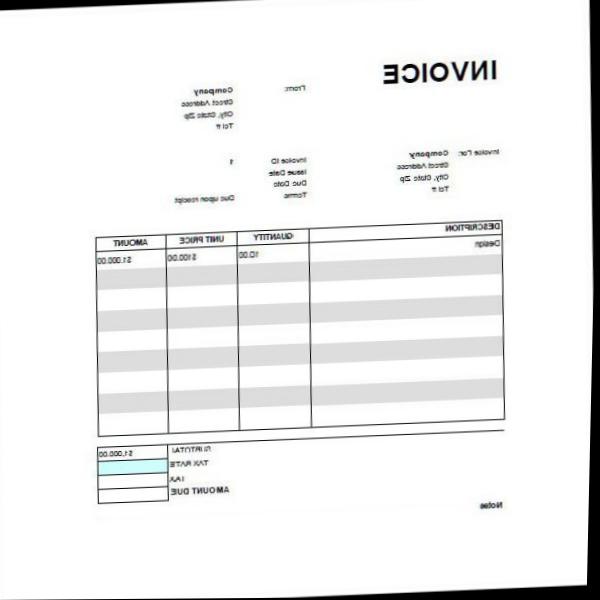 INVOICE
From: Company
Street Address
City, State Zip
Tel #
Invoice For: Company
Street Address
City, State Zip
Tel #
Invoice ID 1
Issue Date
Due Date
Terms Due upon receipt
DESCRIPTION QUANTITY UNIT PRICE AMOUNT
Design 10.00 $100.00 $1,000.00
SUBTOTAL $1,000.00
TAX RATE
TAX
AMOUNT DUE
Notes